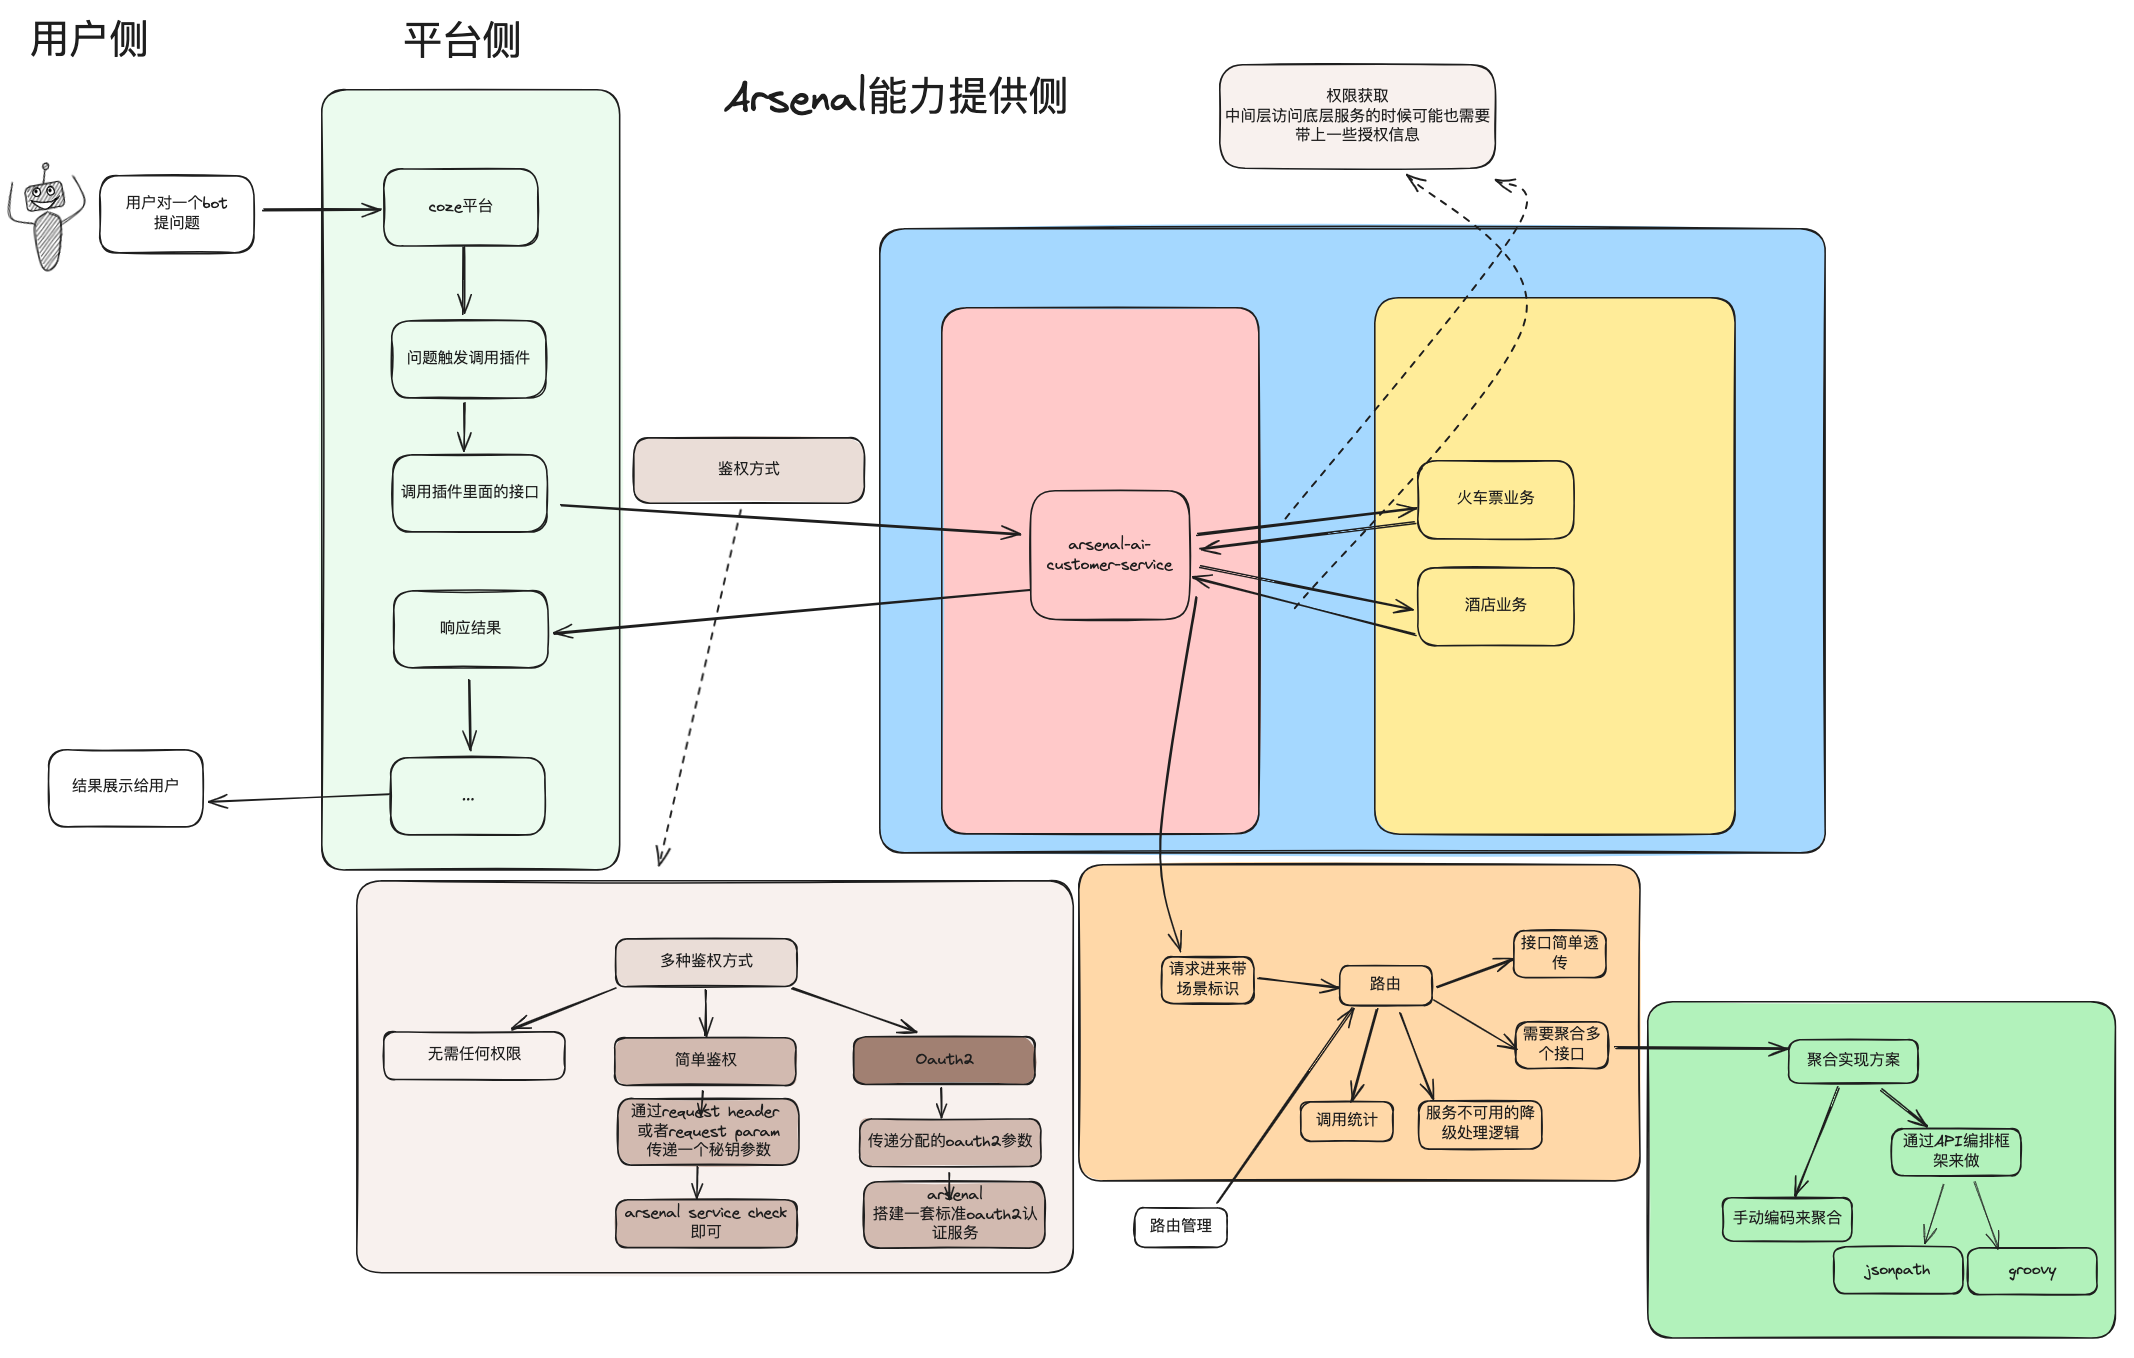 用户侧
平台侧
Arsenal能力提供侧
权限获取
中间层访问底层服务的时候可能也需要
带上一些授权信息
用户对一个bot
提问题
coze平台
问题触发调用插件
鉴权方式
调用插件里面的接口
火车票业务
arsenal-ai-
customer-service
酒店业务
响应结果
结果展示给用户
...
多种鉴权方式
无需任何权限
简单鉴权
Oauth2
通过request header
或者request param
传递一个秘钥参数
传递分配的oauth2参数
arsenal service check
即可
arsenal
搭建一套标准oauth2认
证服务
请求进来带
场景标识
路由
接口简单透
传
需要聚合多
个接口
调用统计
服务不可用的降
级处理逻辑
路由管理
聚合实现方案
通过API编排框
架来做
手动编码来聚合
jsonpath
groovy